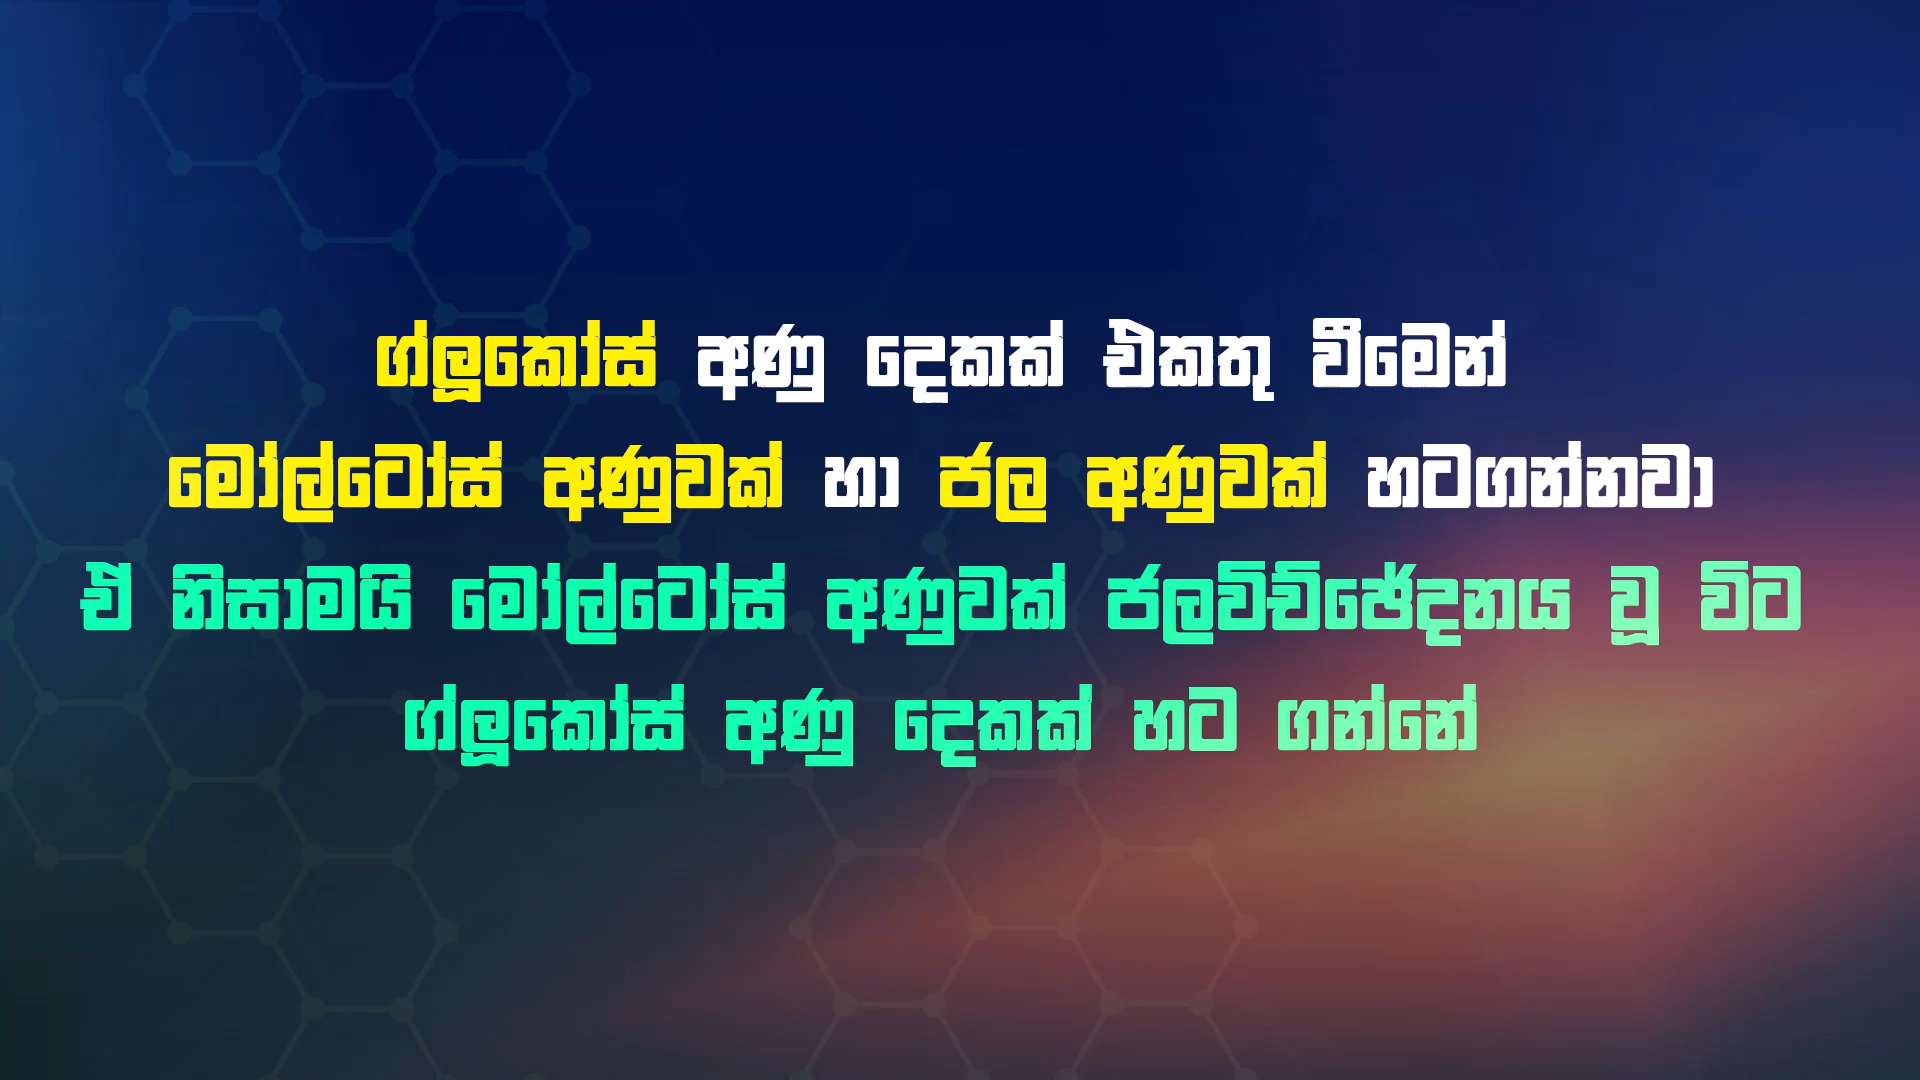 ග්ලූකෝස් අණු දෙකක් එකතු වීමෙන්
මෝල්ටෝස් අණුවක් හා ජල අණුවක් හටගන්නවා
ඒ නිසාමයි මෝල්ටෝස් අණුවක් ජලවිච්ඡේදනය වූ විට
ග්ලූකෝස් අණු දෙකක් හට ගන්නේ